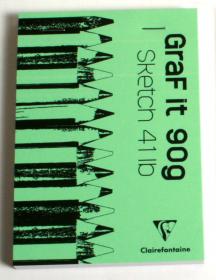 GraF it 90g
| Sketch 41 lb
Clairefontaine